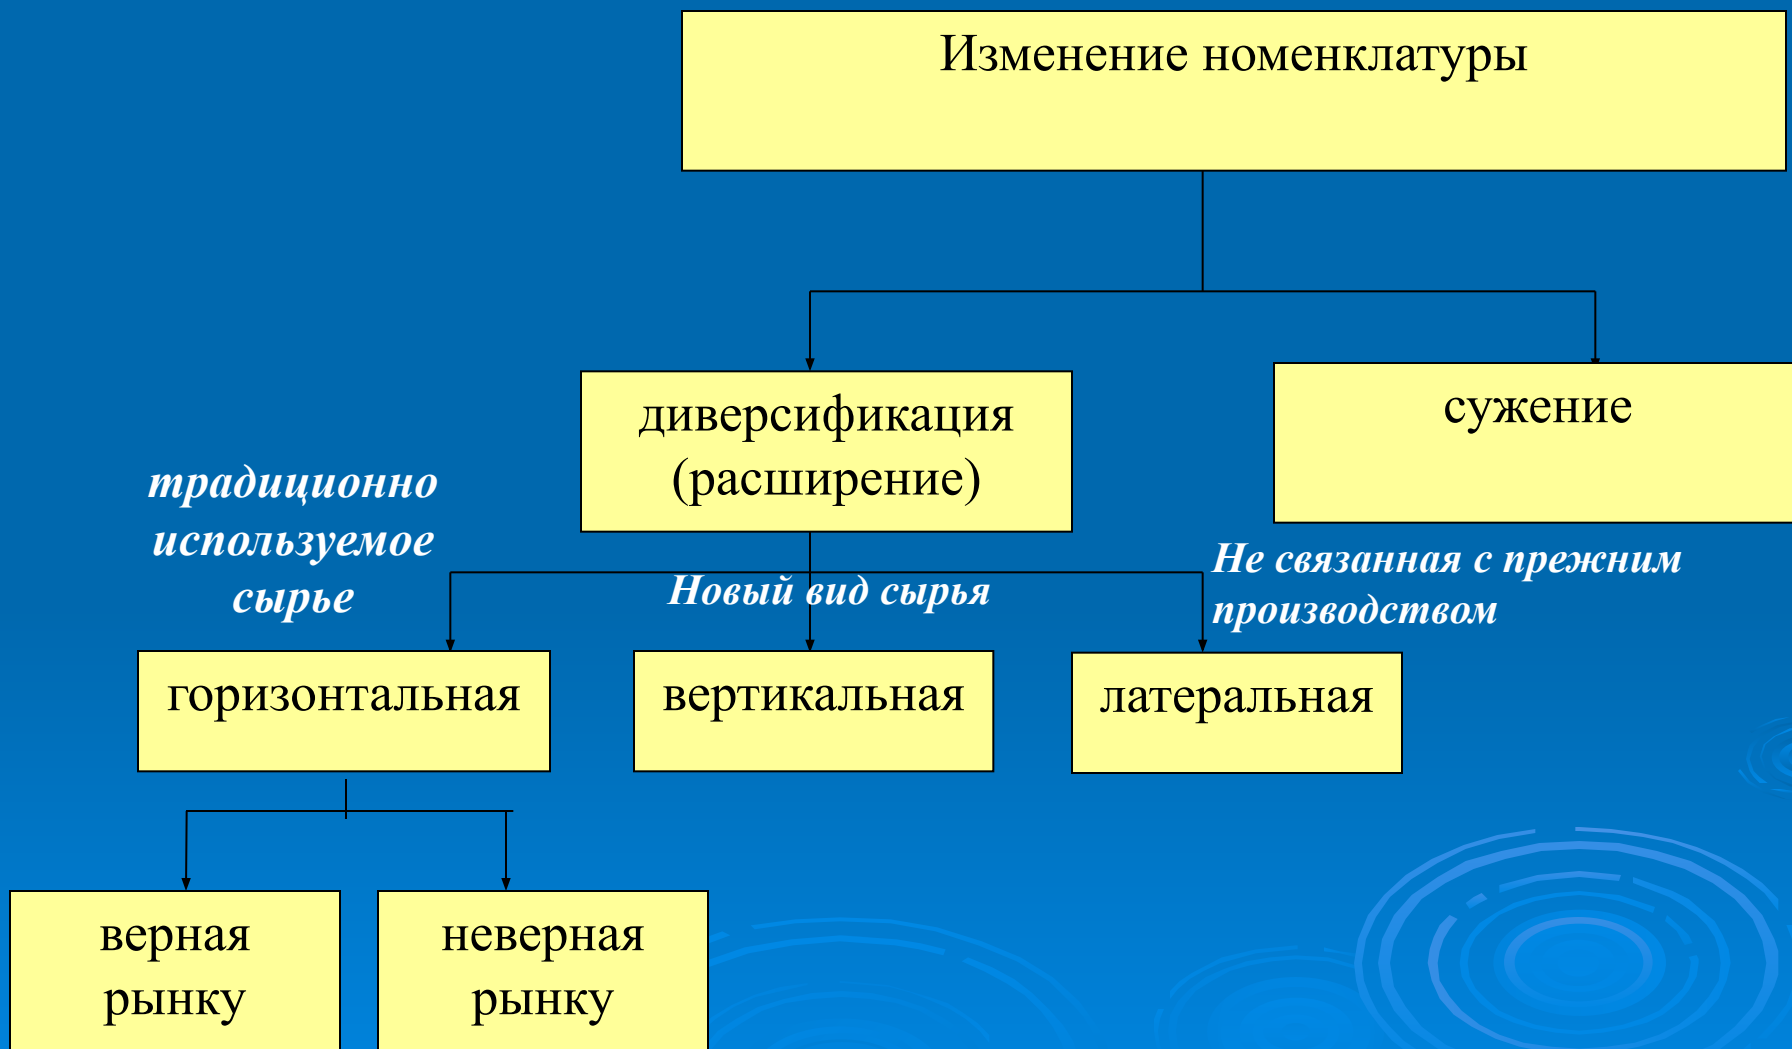 Изменение номенклатуры
диверсификация
(расширение)
сужение
традиционно
используемое
сырье
Новый вид сырья
Не связанная с прежним
производством
горизонтальная
вертикальная
латеральная
верная
рынку
неверная
рынку